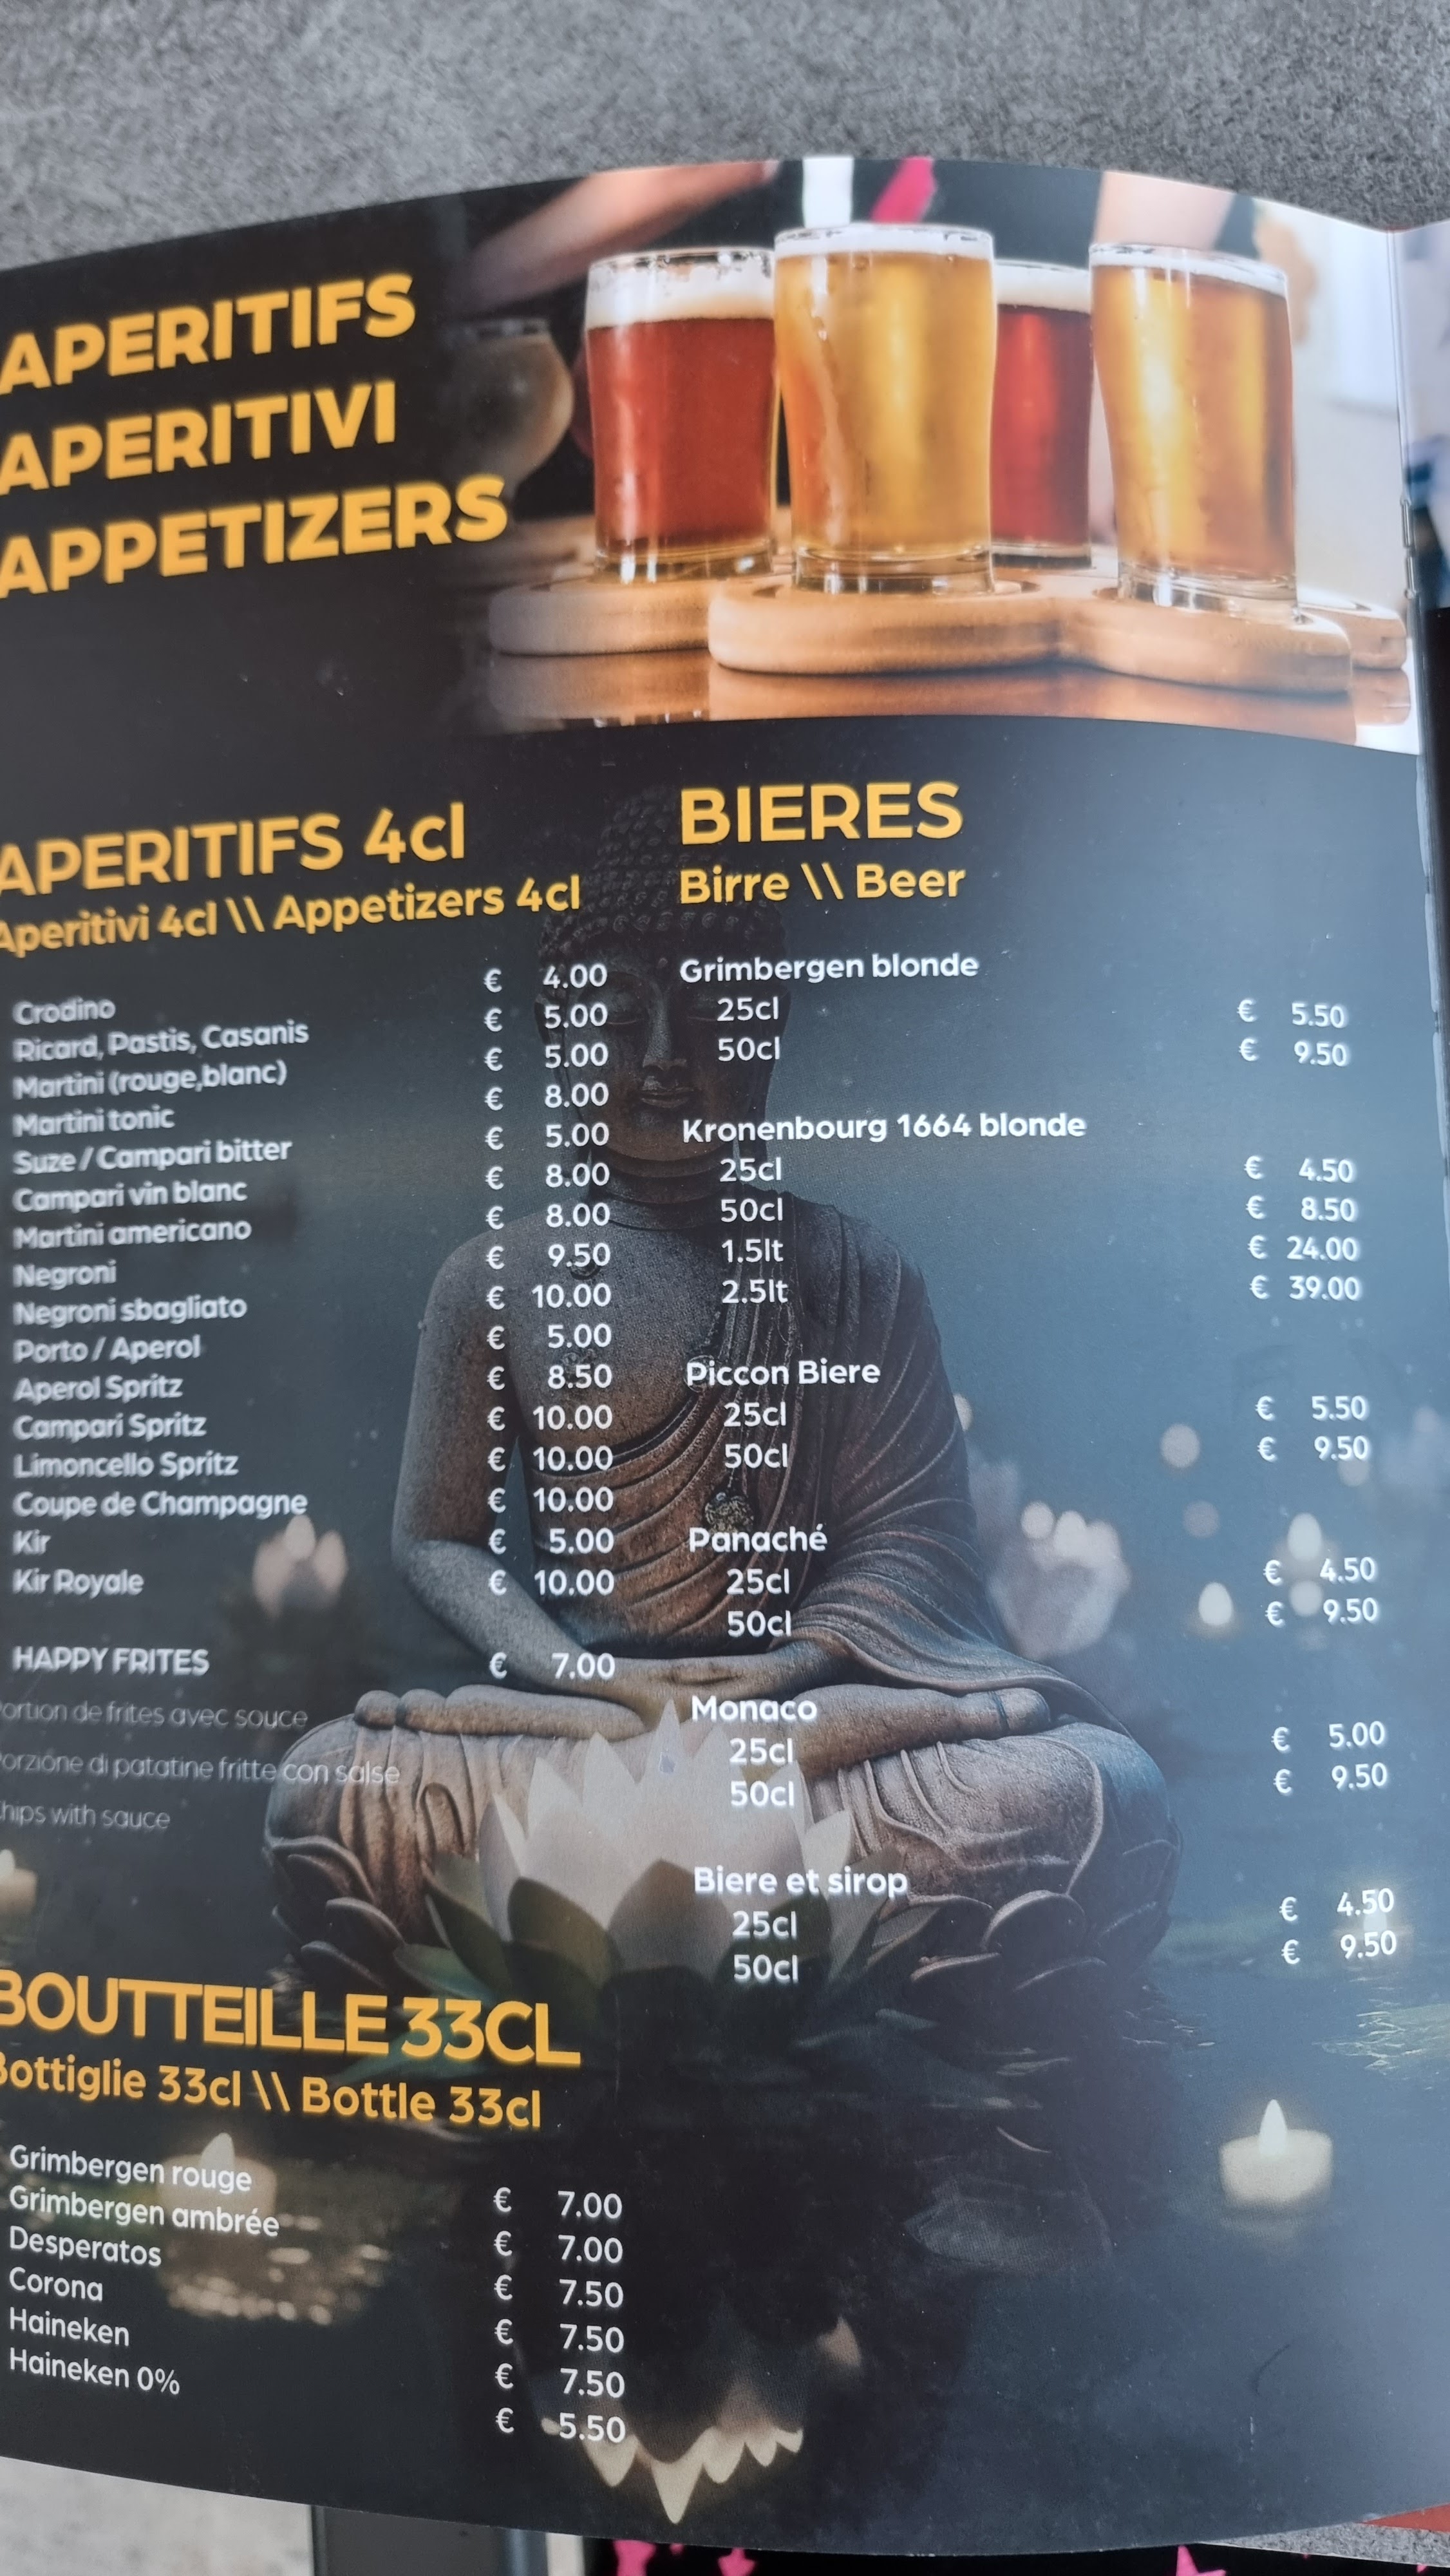 APERITIFS
APERITIVI
APPETIZERS
APERITIFS 4cl
Aperitivi 4cl \\ Appetizers 4cl
Crodino € 4.00
Ricard, Pastis, Casanis € 5.00
Martini (rouge,blanc) € 5.00
Martini tonic € 8.00
Suze / Campari bitter € 5.00
Campari vin blanc € 8.00
Martini americano € 8.00
Negroni € 9.50
Negroni sbagliato € 10.00
Porto / Aperol € 5.00
Aperol Spritz € 8.50
Campari Spritz € 10.00
Limoncello Spritz € 10.00
Coupe de Champagne € 10.00
Kir € 5.00
Kir Royale € 10.00
HAPPY FRITES € 7.00
ortion de frites avec souce
orzione di patatine fritte con salse
hips with sauce
BOUTTEILLE 33CL
Bottiglie 33cl \\ Bottle 33cl
Grimbergen rouge € 7.00
Grimbergen ambrée € 7.00
Desperatos € 7.50
Corona € 7.50
Haineken € 7.50
Haineken 0% € 5.50
BIERES
Birre \\ Beer
Grimbergen blonde
25cl € 5.50
50cl € 9.50
Kronenbourg 1664 blonde
25cl € 4.50
50cl € 8.50
1.5lt € 24.00
2.5lt € 39.00
Piccon Biere
25cl € 5.50
50cl € 9.50
Panaché
25cl € 4.50
50cl € 9.50
Monaco
25cl € 5.00
50cl € 9.50
Biere et sirop
25cl € 4.50
50cl € 9.50